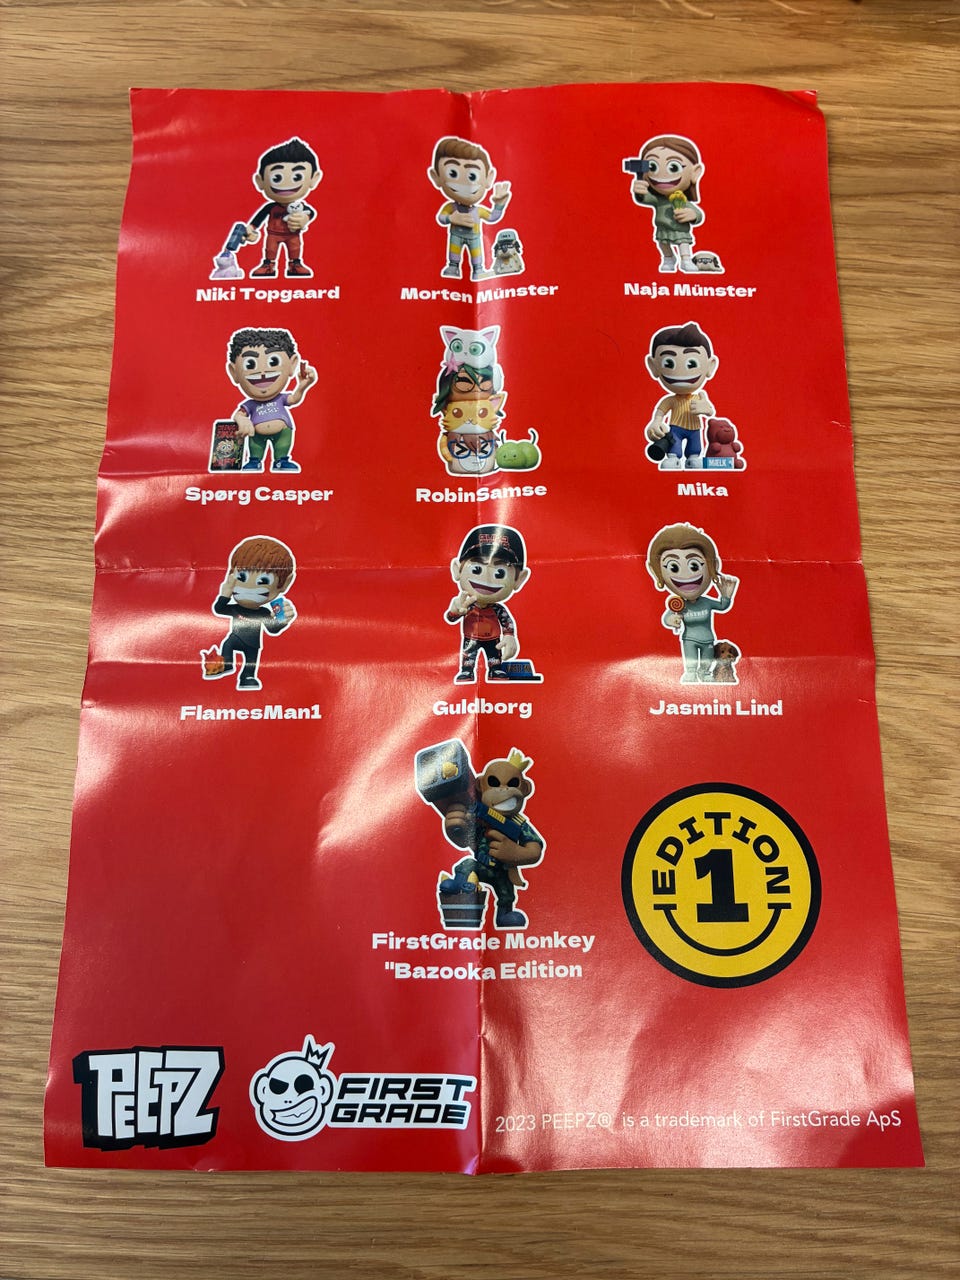 Niki Topgaard
Morten Münster
Naja Münster
Spørg Casper
RobinSamse
Mika
MÆLK
FlamesMan1
Guldborg
Jasmin Lind
FirstGrade Monkey
"Bazooka Edition
EDITION
1
PEEPZ
FIRST
GRADE
2023 PEEPZ® is a trademark of FirstGrade ApS